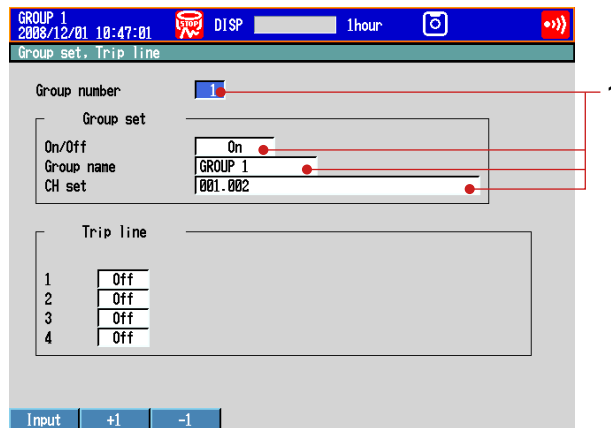 GROUP 1
2008/12/01 10:47:01
STOP
DISP
1hour
Group set, Trip line
Group number
1
1
Group set
On/Off
On
Group name
GROUP 1
CH set
001.002
Trip line
1
Off
2
Off
3
Off
4
Off
Input
+1
-1